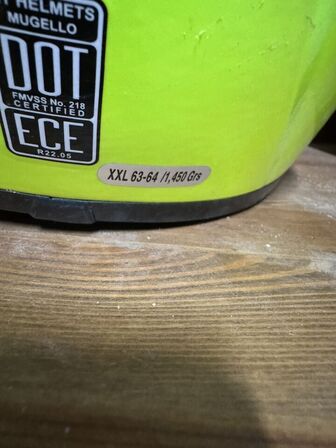 HELMETS
MUGELLO
DOT
FMVSS No. 218
CERTIFIED
ECE
R22.05
XXL 63-64 /1,450 Grs